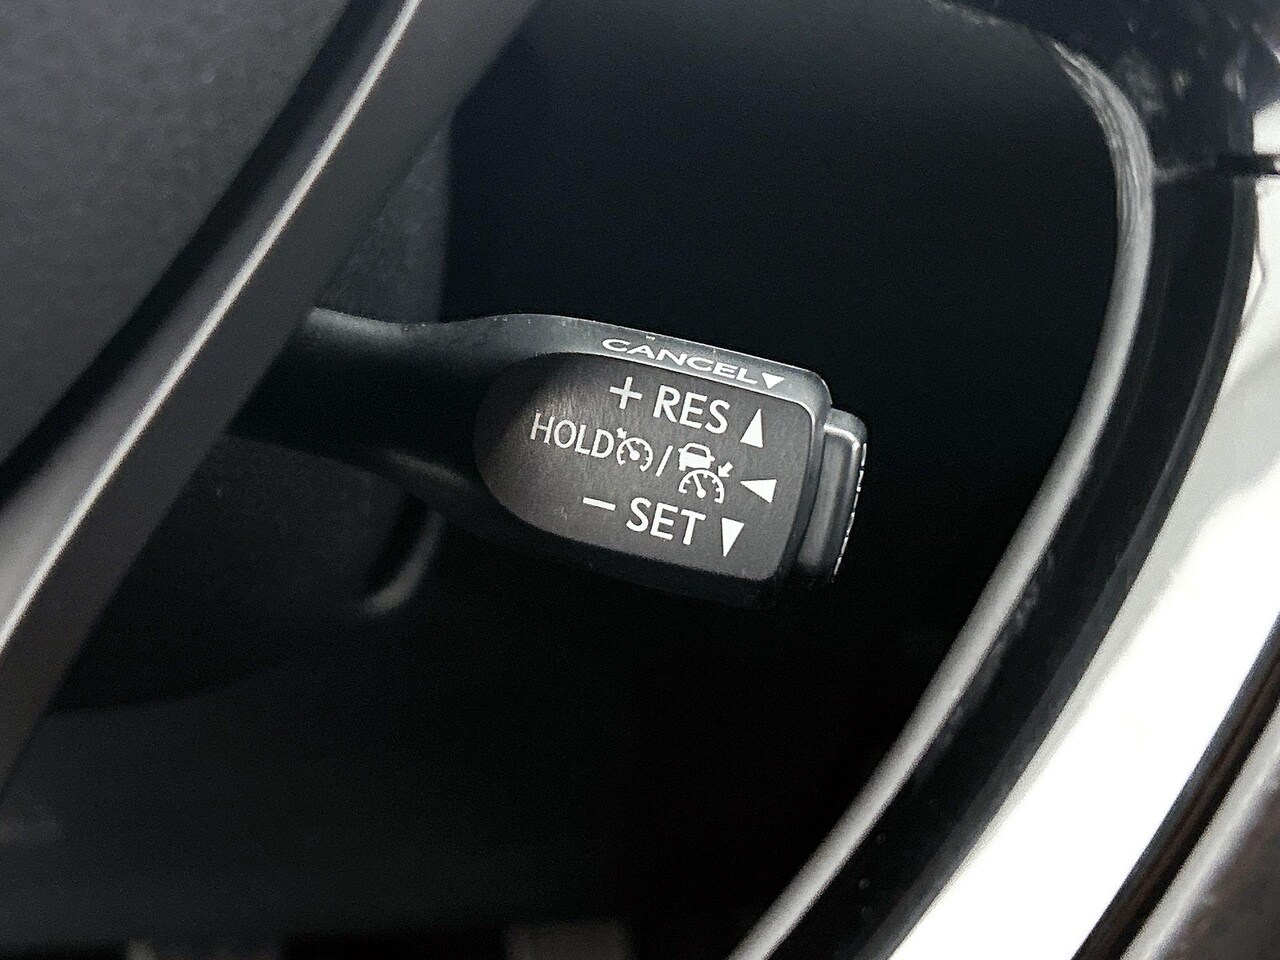 CANCEL▼
+ RES ▲
HOLD / ◀
− SET ▼